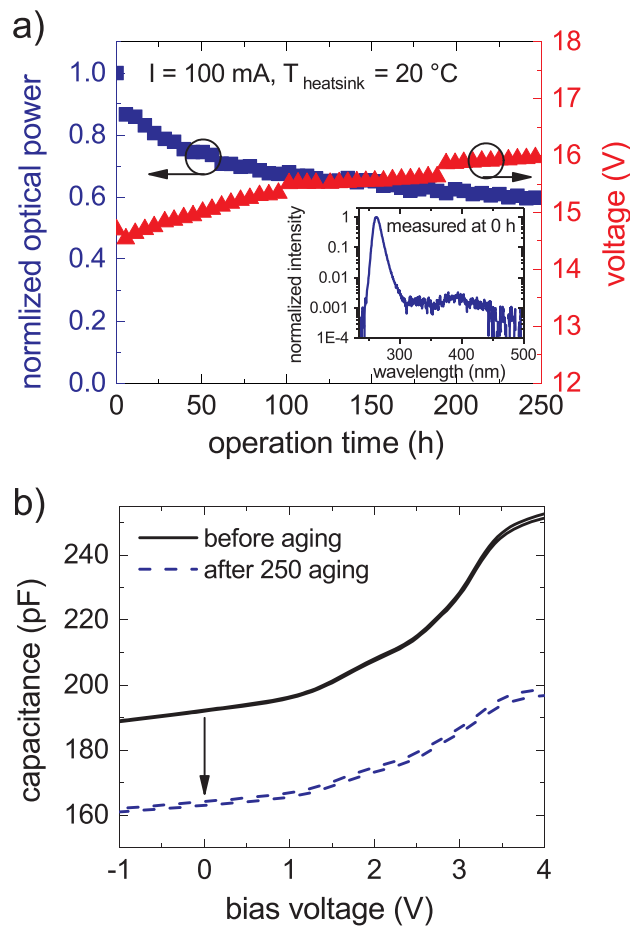 a)
I = 100 mA, T heatsink = 20 °C
normlized optical power
1.0
0.8
0.6
0.4
0.2
0.0
voltage (V)
18
17
16
15
14
13
12
0 50 100 150 200 250
operation time (h)
measured at 0 h
normalized intensity
1
0.1
0.01
0.001
1E-4
300 400 500
wavelength (nm)
b)
before aging
after 250 aging
capacitance (pF)
240
220
200
180
160
-1 0 1 2 3 4
bias voltage (V)